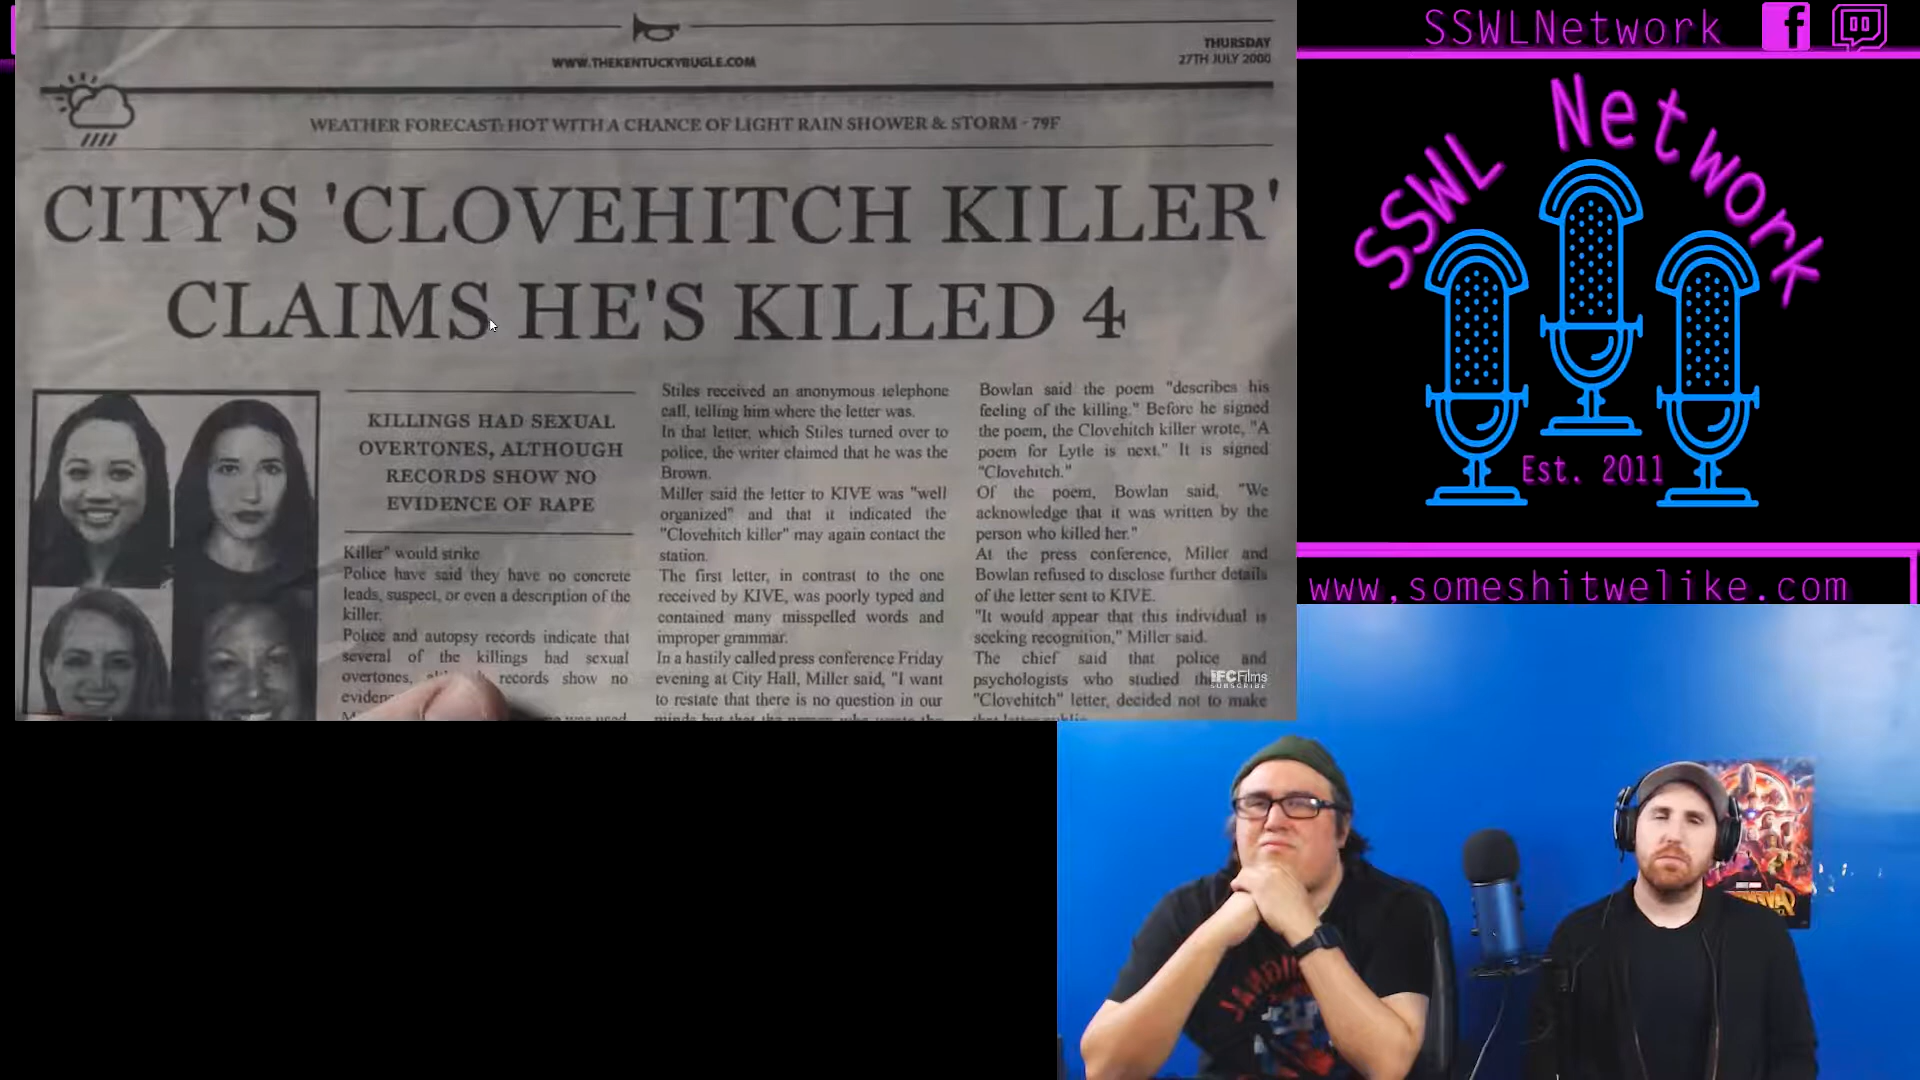 WWW.THEKENTUCKYBUGLE.COM
THURSDAY
27TH JULY 2000
WEATHER FORECAST: HOT WITH A CHANCE OF LIGHT RAIN SHOWER & STORM - 79F
CITY'S 'CLOVEHITCH KILLER'
CLAIMS HE'S KILLED 4
KILLINGS HAD SEXUAL
OVERTONES, ALTHOUGH
RECORDS SHOW NO
EVIDENCE OF RAPE
Killer" would strike
Police have said they have no concrete
leads, suspect, or even a description of the
killer.
Police and autopsy records indicate that
several of the killings had sexual
overtones, records show no
Stiles received an anonymous telephone
call, telling him where the letter was.
In that letter, which Stiles turned over to
police, the writer claimed that he was the
Brown.
Miller said the letter to KIVE was "well
organized" and that it indicated the
"Clovehitch killer" may again contact the
station.
The first letter, in contrast to the one
received by KIVE, was poorly typed and
contained many misspelled words and
improper grammar.
In a hastily called press conference Friday
evening at City Hall, Miller said, "I want
to restate that there is no question in our
Bowlan said the poem "describes his
feeling of the killing." Before he signed
the poem, the Clovehitch killer wrote, "A
poem for Lytle is next." It is signed
"Clovehitch."
Of the poem, Bowlan said, "We
acknowledge that it was written by the
person who killed her."
At the press conference, Miller and
Bowlan refused to disclose further details
of the letter sent to KIVE.
"It would appear that this individual is
seeking recognition," Miller said.
The chief said that police and
psychologists who studied
"Clovehitch" letter, decided not to make
IFC Films
SUBSCRIBE
SSWLNetwork
SSWL Network
Est. 2011
www,someshitwelike.com